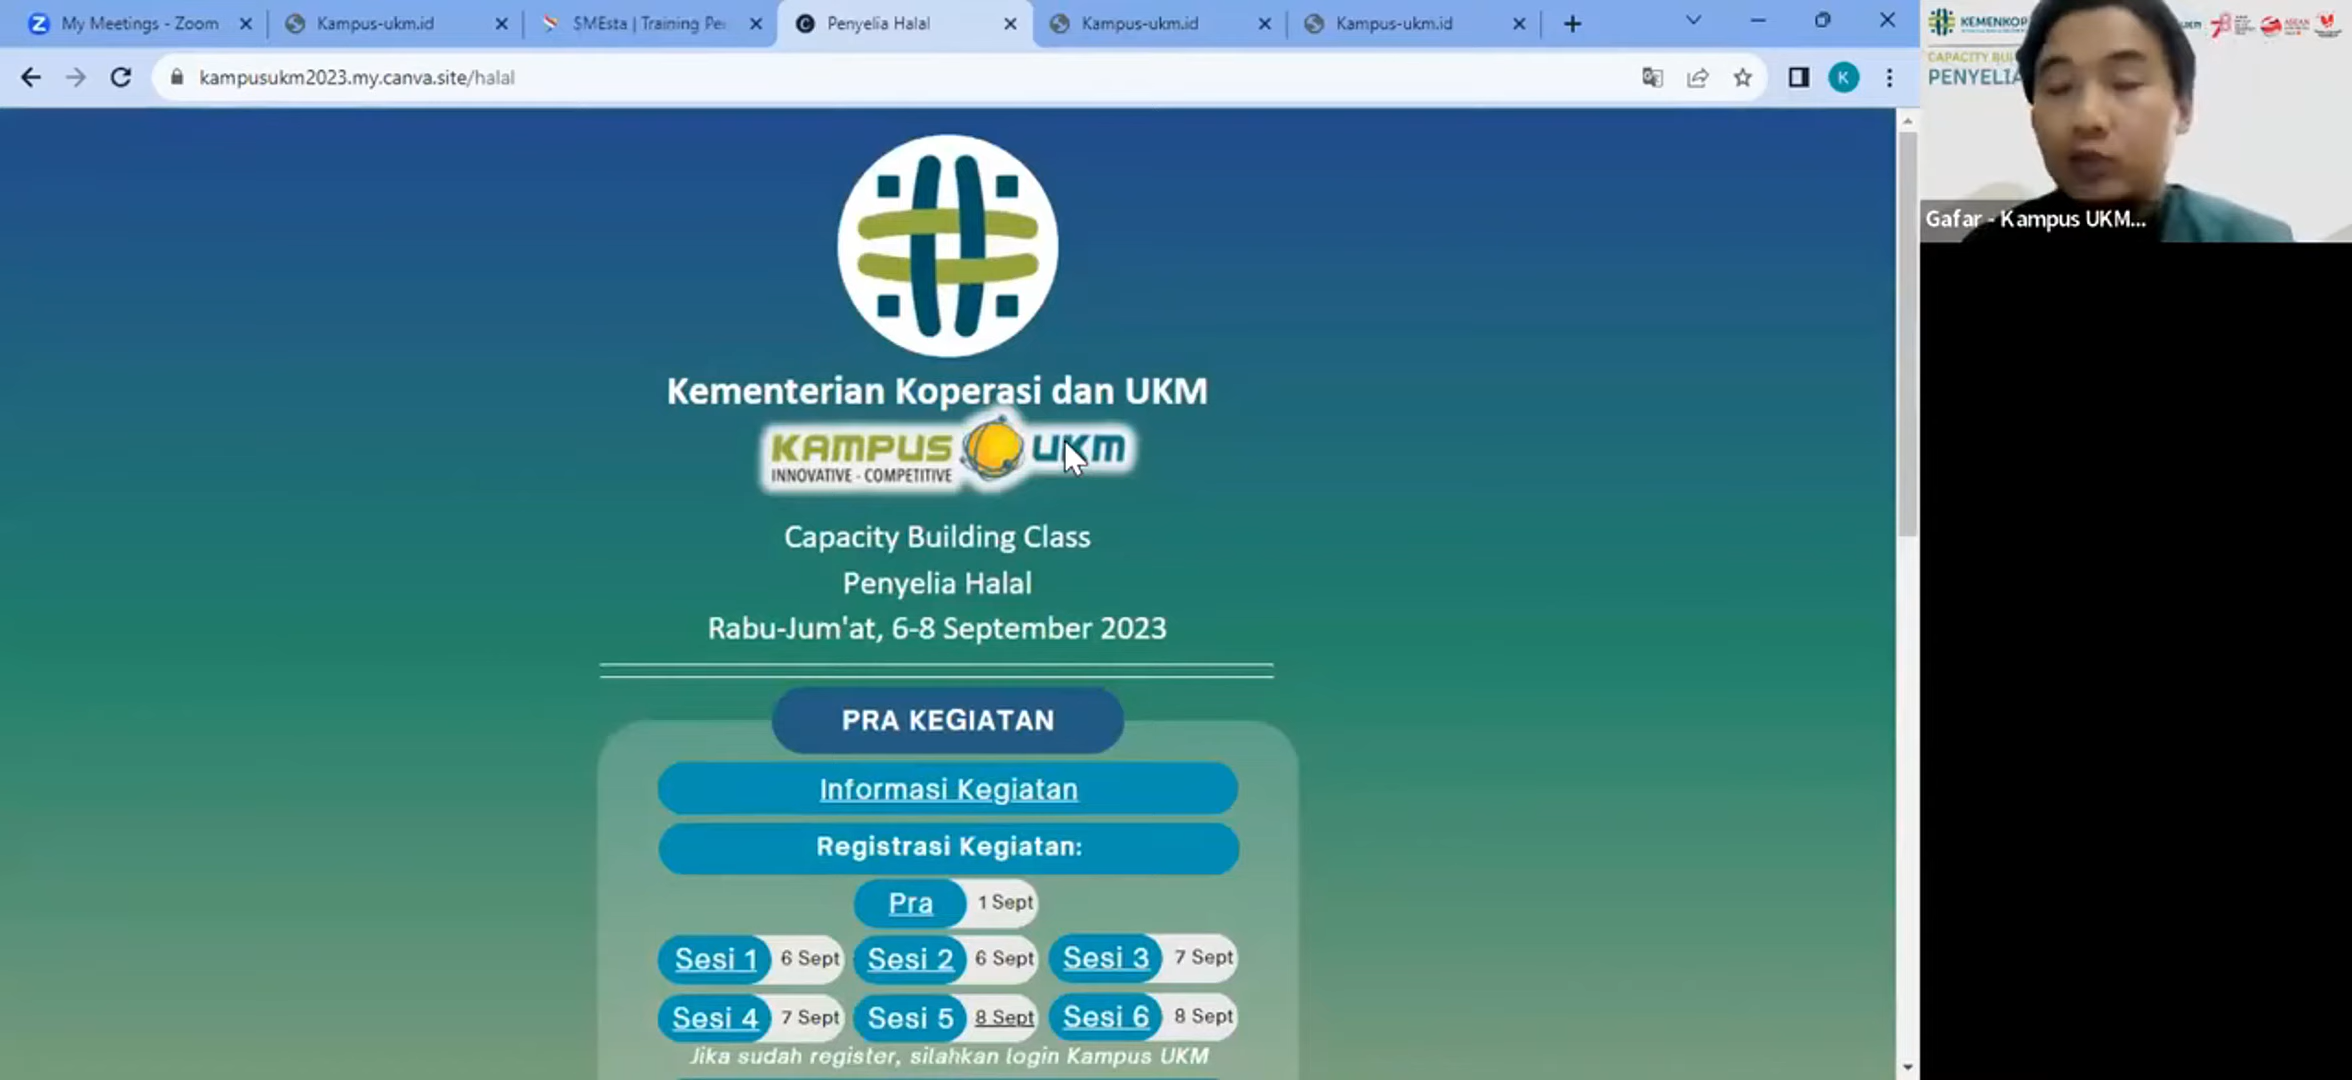 My Meetings - Zoom
Kampus-ukm.id
SMEsta | Training Pe
Penyelia Halal
Kampus-ukm.id
Kampus-ukm.id
kampusukm2023.my.canva.site/halal
K
KEMENKOP
CAPACITY BUI
PENYELIA
Gafar - Kampus UKM...
Kementerian Koperasi dan UKM
KAMPUS UKM
INNOVATIVE - COMPETITIVE
Capacity Building Class
Penyelia Halal
Rabu-Jum'at, 6-8 September 2023
PRA KEGIATAN
Informasi Kegiatan
Registrasi Kegiatan:
Pra 1 Sept
Sesi 1 6 Sept Sesi 2 6 Sept Sesi 3 7 Sept
Sesi 4 7 Sept Sesi 5 8 Sept Sesi 6 8 Sept
Jika sudah register, silahkan login Kampus UKM